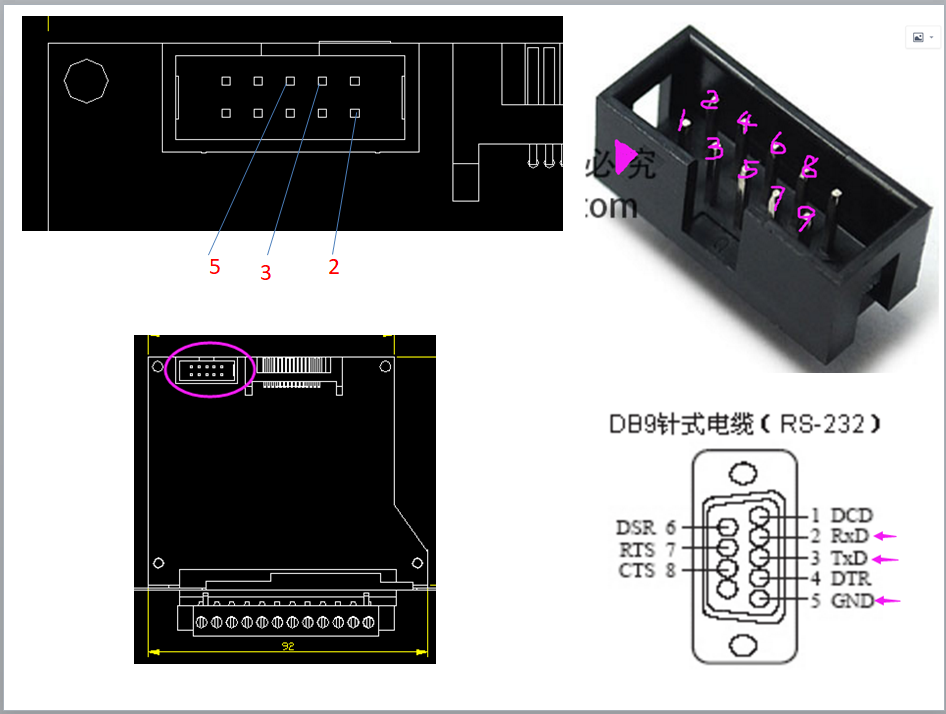 5
3
2
1
2
3
4
5
6
7
8
9
必究
.com
92
DB9针式电缆（RS-232）
DSR 6
RTS 7
CTS 8
1 DCD
2 RxD
3 TxD
4 DTR
5 GND